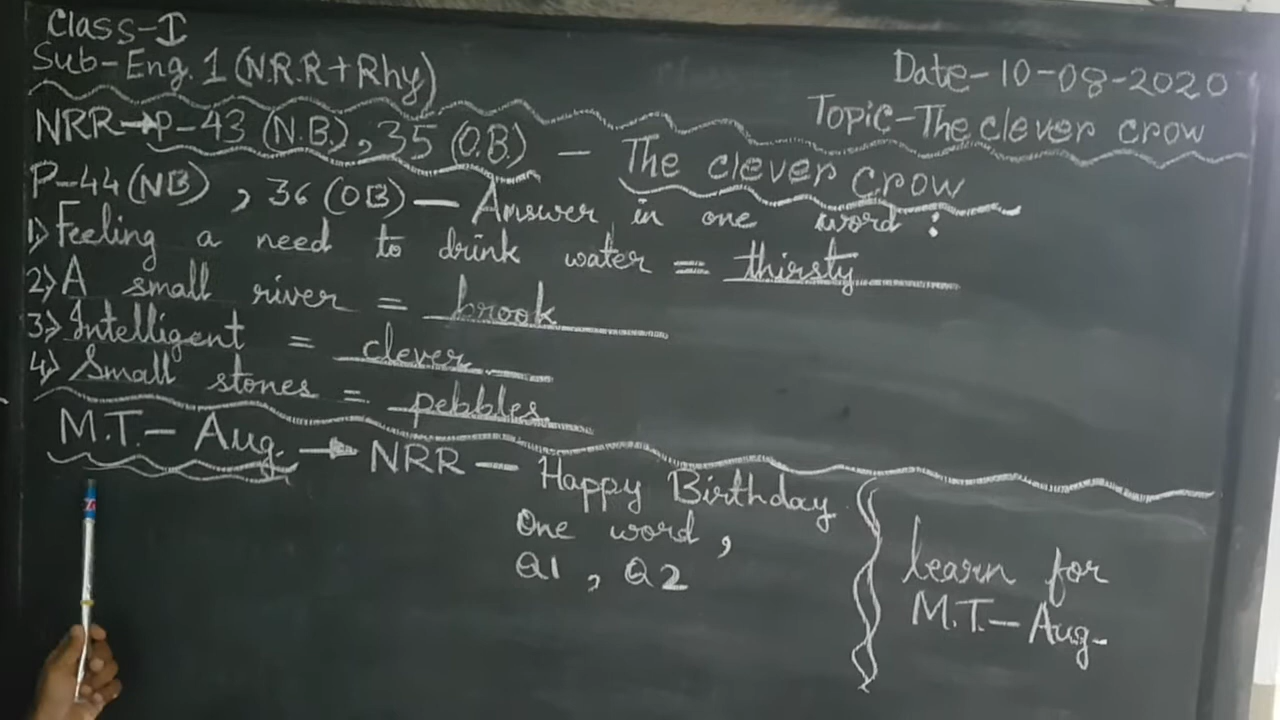 Class-I
Sub-Eng. 1 (N.R.R+Rhy)
Date-10-08-2020
Topic-The clever crow
NRR→P-43 (N.B.), 35 (O.B.) - The clever crow
P-44 (NB), 36 (OB) - Answer in one word:
1) Feeling a need to drink water = thirsty
2) A small river = brook
3) Intelligent = clever
4) Small stones = pebbles
M.T.- Aug. → NRR - Happy Birthday
One word,
Q1, Q2
learn for
M.T.- Aug-